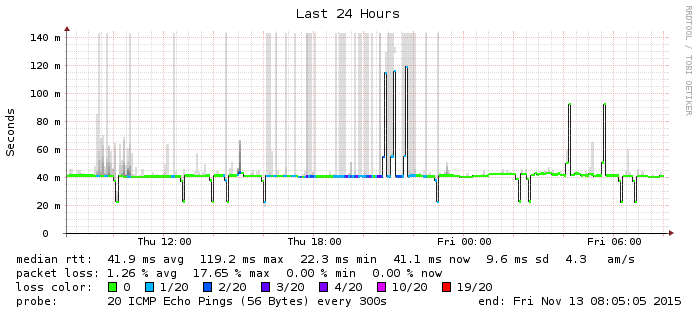 Last 24 Hours
RRDTOOL / TOBI OETIKER
Seconds
140 m
120 m
100 m
80 m
60 m
40 m
20 m
0
Thu 12:00 Thu 18:00 Fri 00:00 Fri 06:00
median rtt: 41.9 ms avg 119.2 ms max 22.3 ms min 41.1 ms now 9.6 ms sd 4.3 am/s
packet loss: 1.26 % avg 17.65 % max 0.00 % min 0.00 % now
loss color: 0 1/20 2/20 3/20 4/20 10/20 19/20
probe: 20 ICMP Echo Pings (56 Bytes) every 300s end: Fri Nov 13 08:05:05 2015